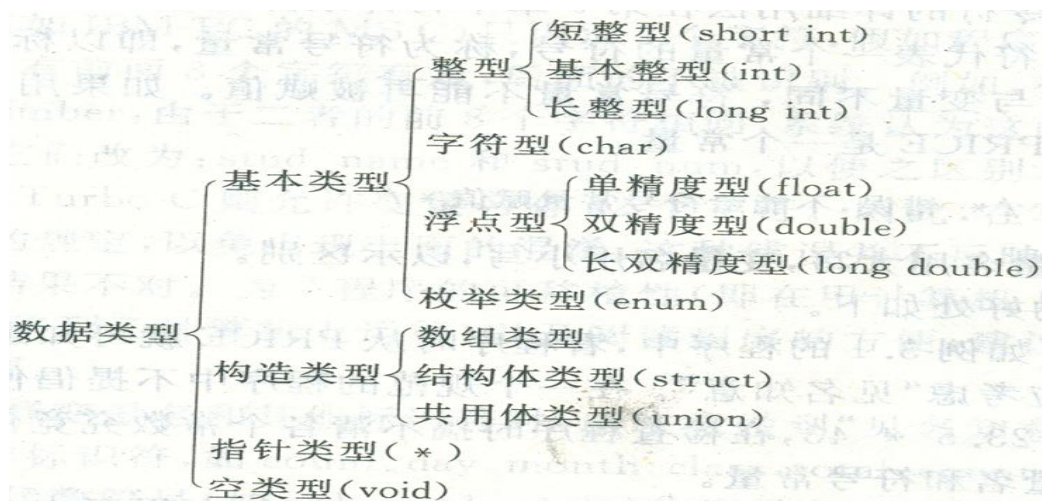 短整型(short int)
整型 基本整型(int)
长整型(long int)
字符型(char)
基本类型
单精度型(float)
浮点型 双精度型(double)
长双精度型(long double)
枚举类型(enum)
数据类型 数组类型
构造类型 结构体类型(struct)
共用体类型(union)
指针类型(*)
空类型(void)